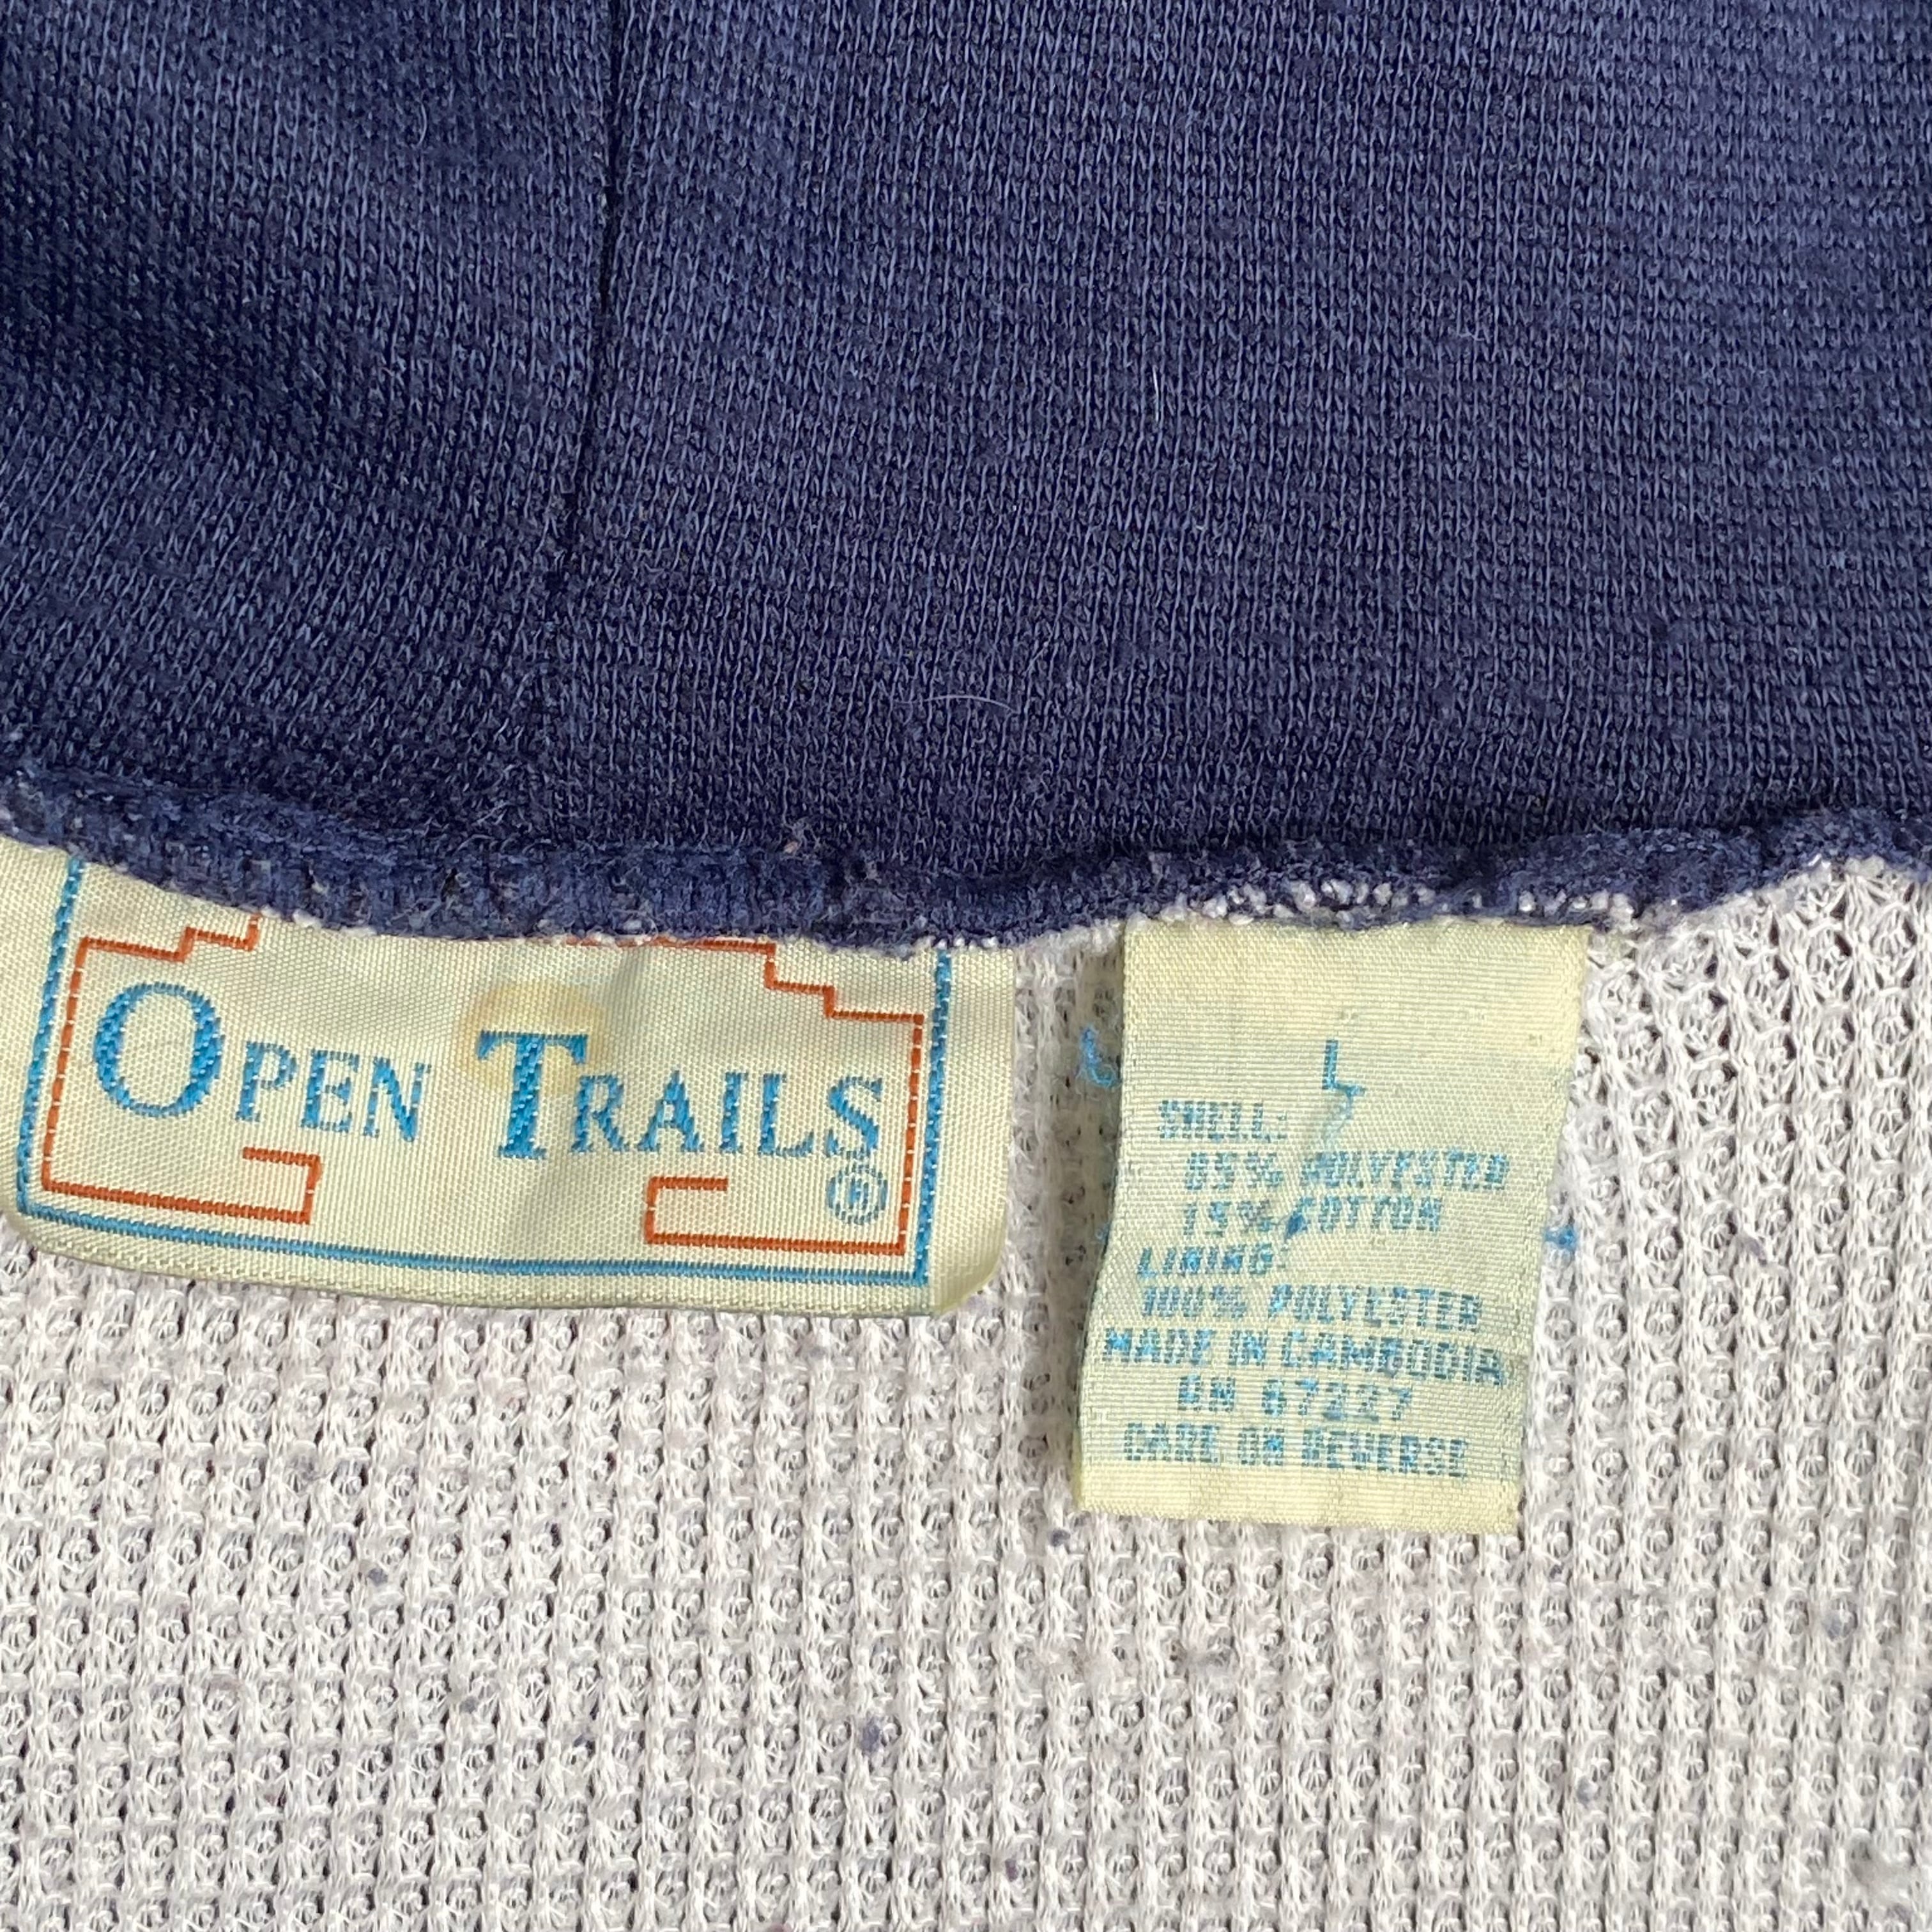 OPEN TRAILS ®
L
SHELL:
85% POLYESTER
15% COTTON
LINING:
100% POLYESTER
MADE IN CAMBODIA
RN 67227
CARE ON REVERSE